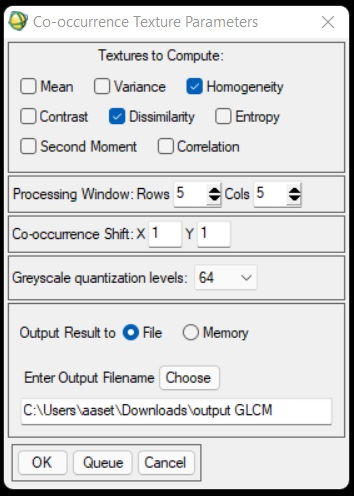 Co-occurrence Texture Parameters
Textures to Compute:
Mean Variance Homogeneity
Contrast Dissimilarity Entropy
Second Moment Correlation
Processing Window: Rows 5 Cols 5
Co-occurrence Shift: X 1 Y 1
Greyscale quantization levels: 64
Output Result to File Memory
Enter Output Filename Choose
C:\Users\aaset\Downloads\output GLCM
OK Queue Cancel